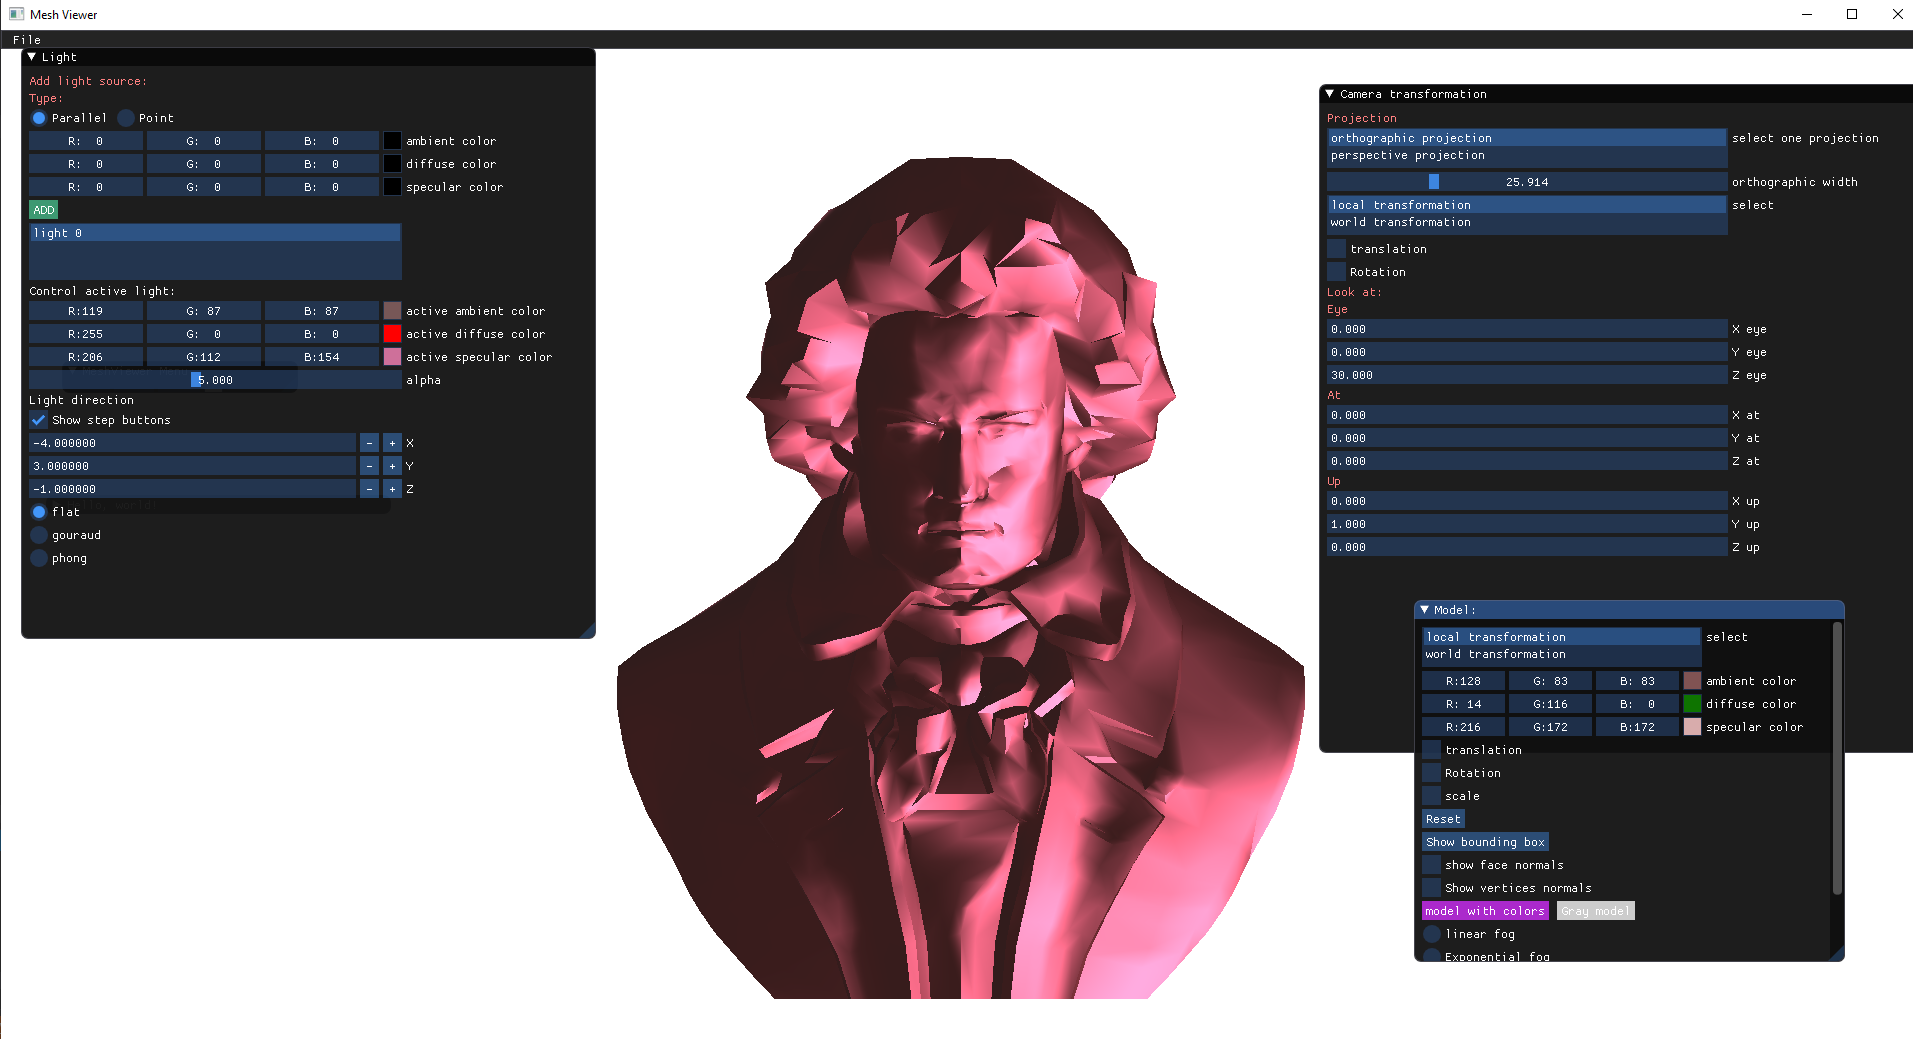 Mesh Viewer
File
Light
Add light source:
Type:
Parallel Point
R: 0 G: 0 B: 0 ambient color
R: 0 G: 0 B: 0 diffuse color
R: 0 G: 0 B: 0 specular color
ADD
light 0
Control active light:
R:119 G: 87 B: 87 active ambient color
R:255 G: 0 B: 0 active diffuse color
R:206 G:112 B:154 active specular color
5.000 alpha
Light direction
Show step buttons
-4.000000 - + X
3.000000 - + Y
-1.000000 - + Z
flat
gouraud
phong
Camera transformation
Projection
orthographic projection select one projection
perspective projection
25.914 orthographic width
local transformation select
world transformation
translation
Rotation
Look at:
Eye
0.000 X eye
0.000 Y eye
30.000 Z eye
At
0.000 X at
0.000 Y at
0.000 Z at
Up
0.000 X up
1.000 Y up
0.000 Z up
Model:
local transformation select
world transformation
R:128 G: 83 B: 83 ambient color
R: 14 G:116 B: 0 diffuse color
R:216 G:172 B:172 specular color
translation
Rotation
scale
Reset
Show bounding box
show face normals
Show vertices normals
model with colors Gray model
linear fog
Exponential fog